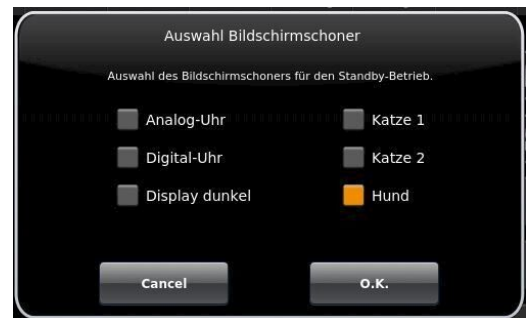 Auswahl Bildschirmschoner
Auswahl des Bildschirmschoners für den Standby-Betrieb.
Analog-Uhr
Katze 1
Digital-Uhr
Katze 2
Display dunkel
Hund
Cancel
O.K.